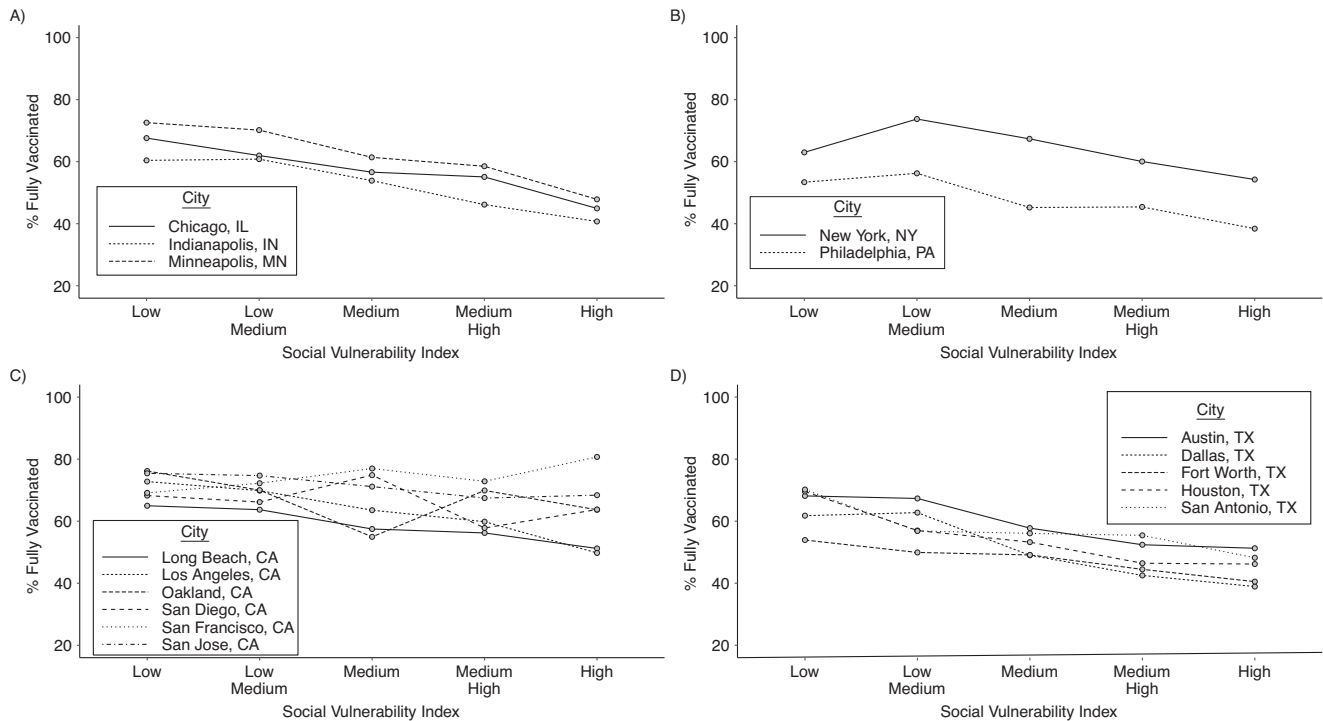 A)
100
80
60
40
20
% Fully Vaccinated
City
Chicago, IL
Indianapolis, IN
Minneapolis, MN
Low
Low
Medium
Medium
Medium
High
High
Social Vulnerability Index
B)
100
80
60
40
20
% Fully Vaccinated
City
New York, NY
Philadelphia, PA
Low
Low
Medium
Medium
Medium
High
High
Social Vulnerability Index
C)
100
80
60
40
20
% Fully Vaccinated
City
Long Beach, CA
Los Angeles, CA
Oakland, CA
San Diego, CA
San Francisco, CA
San Jose, CA
Low
Low
Medium
Medium
Medium
High
High
Social Vulnerability Index
D)
100
80
60
40
20
% Fully Vaccinated
City
Austin, TX
Dallas, TX
Fort Worth, TX
Houston, TX
San Antonio, TX
Low
Low
Medium
Medium
Medium
High
High
Social Vulnerability Index